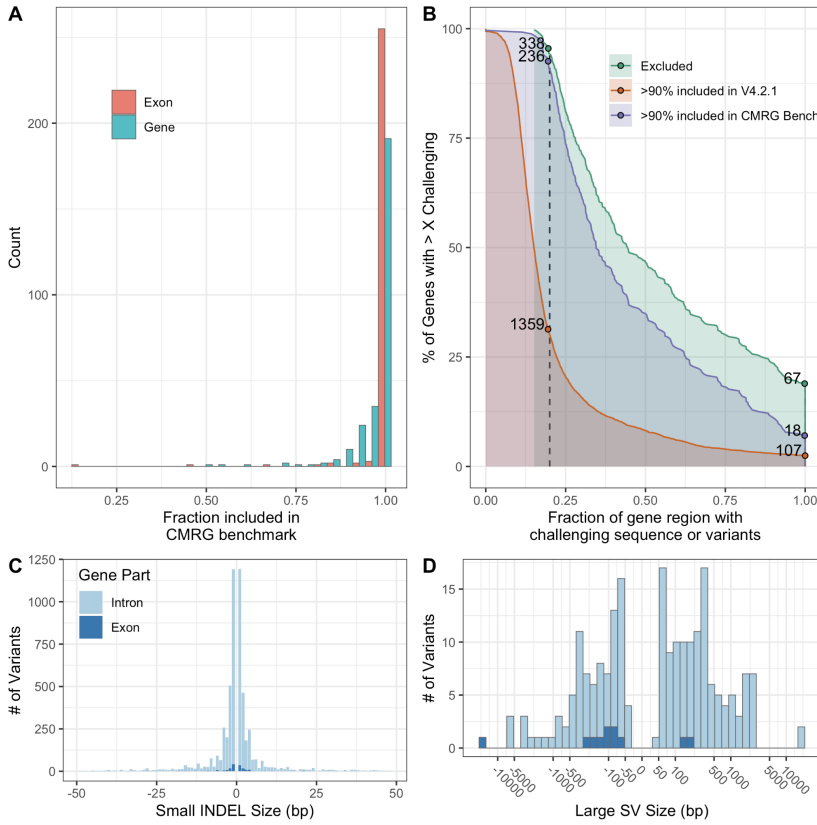 A
Count
200
100
0
Exon
Gene
0.25
0.50
0.75
1.00
Fraction included in
CMRG benchmark
B
% of Genes with > X Challenging
100
75
50
25
0
338
236
1359
67
18
107
Excluded
>90% included in V4.2.1
>90% included in CMRG Bench
0.00
0.25
0.50
0.75
1.00
Fraction of gene region with
challenging sequence or variants
C
# of Variants
1250
1000
750
500
250
0
Gene Part
Intron
Exon
-50
-25
0
25
50
Small INDEL Size (bp)
D
# of Variants
15
10
5
0
-10000
-5000
-1000
-500
-100
-50
0
50
100
500
1000
5000
10000
Large SV Size (bp)